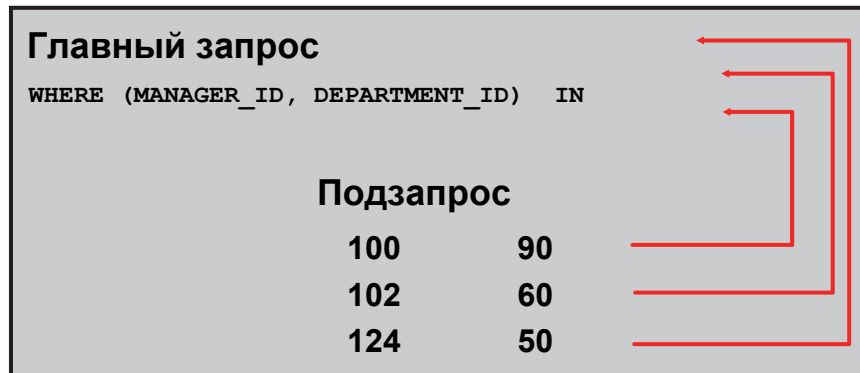 Главный запрос
WHERE (MANAGER_ID, DEPARTMENT_ID) IN
Подзапрос
100 90
102 60
124 50